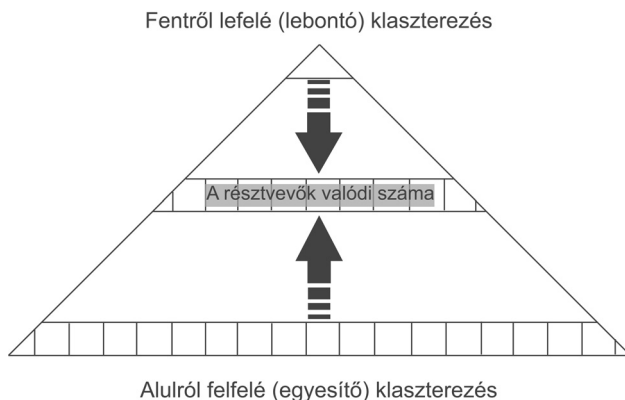 Fentről lefelé (lebontó) klaszterezés
A résztvevők valódi száma
Alulról felfelé (egyesítő) klaszterezés